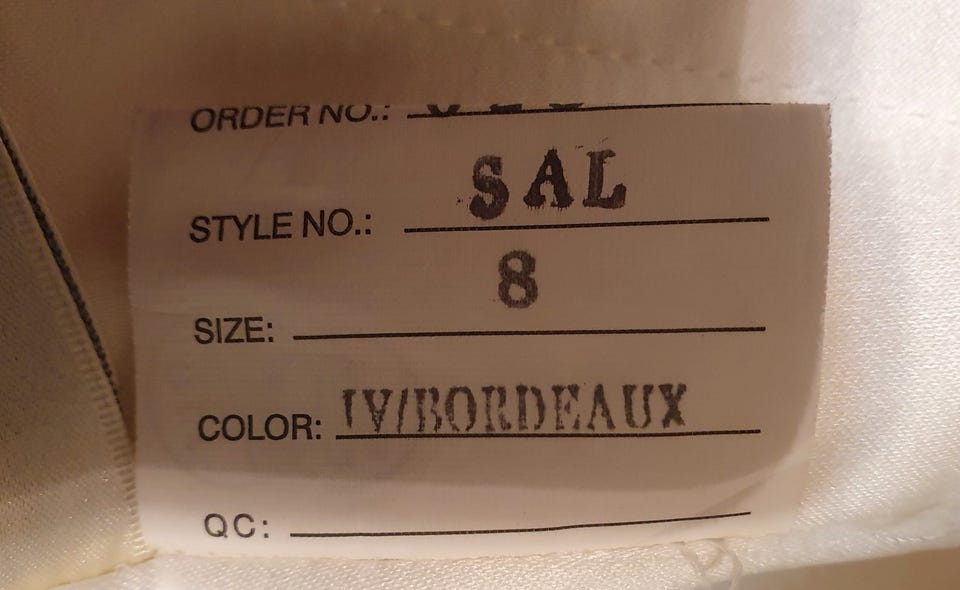 ORDER NO.:
STYLE NO.: SAL
SIZE: 8
COLOR: IV/BORDEAUX
QC: